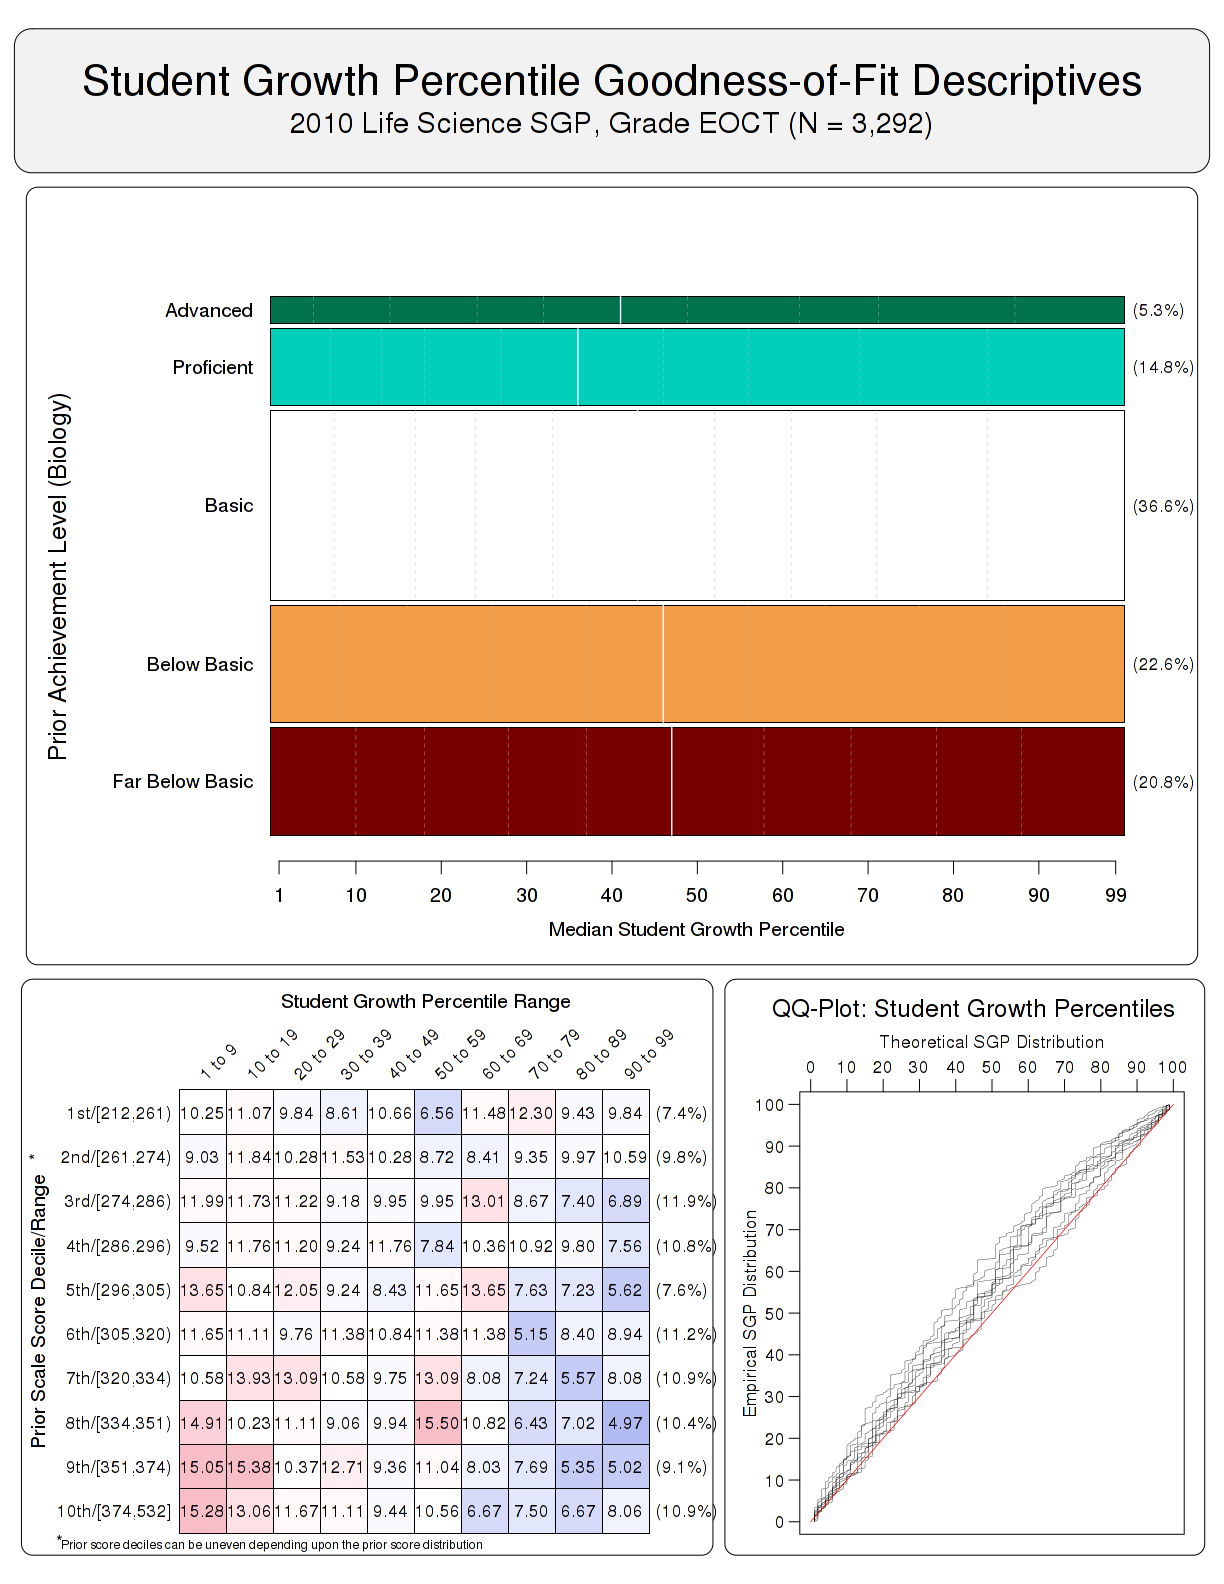 Student Growth Percentile Goodness-of-Fit Descriptives
2010 Life Science SGP, Grade EOCT (N = 3,292)
Prior Achievement Level (Biology)
Advanced (5.3%)
Proficient (14.8%)
Basic (36.6%)
Below Basic (22.6%)
Far Below Basic (20.8%)
1 10 20 30 40 50 60 70 80 90 99
Median Student Growth Percentile
Student Growth Percentile Range
1 to 9 10 to 19 20 to 29 30 to 39 40 to 49 50 to 59 60 to 69 70 to 79 80 to 89 90 to 99
Prior Scale Score Decile/Range *
1st/[212,261) 10.25 11.07 9.84 8.61 10.66 6.56 11.48 12.30 9.43 9.84 (7.4%)
2nd/[261,274) 9.03 11.84 10.28 11.53 10.28 8.72 8.41 9.35 9.97 10.59 (9.8%)
3rd/[274,286) 11.99 11.73 11.22 9.18 9.95 9.95 13.01 8.67 7.40 6.89 (11.9%)
4th/[286,296) 9.52 11.76 11.20 9.24 11.76 7.84 10.36 10.92 9.80 7.56 (10.8%)
5th/[296,305) 13.65 10.84 12.05 9.24 8.43 11.65 13.65 7.63 7.23 5.62 (7.6%)
6th/[305,320) 11.65 11.11 9.76 11.38 10.84 11.38 11.38 5.15 8.40 8.94 (11.2%)
7th/[320,334) 10.58 13.93 13.09 10.58 9.75 13.09 8.08 7.24 5.57 8.08 (10.9%)
8th/[334,351) 14.91 10.23 11.11 9.06 9.94 15.50 10.82 6.43 7.02 4.97 (10.4%)
9th/[351,374) 15.05 15.38 10.37 12.71 9.36 11.04 8.03 7.69 5.35 5.02 (9.1%)
10th/[374,532] 15.28 13.06 11.67 11.11 9.44 10.56 6.67 7.50 6.67 8.06 (10.9%)
*Prior score deciles can be uneven depending upon the prior score distribution
QQ-Plot: Student Growth Percentiles
Theoretical SGP Distribution
0 10 20 30 40 50 60 70 80 90 100
Empirical SGP Distribution
100
90
80
70
60
50
40
30
20
10
0